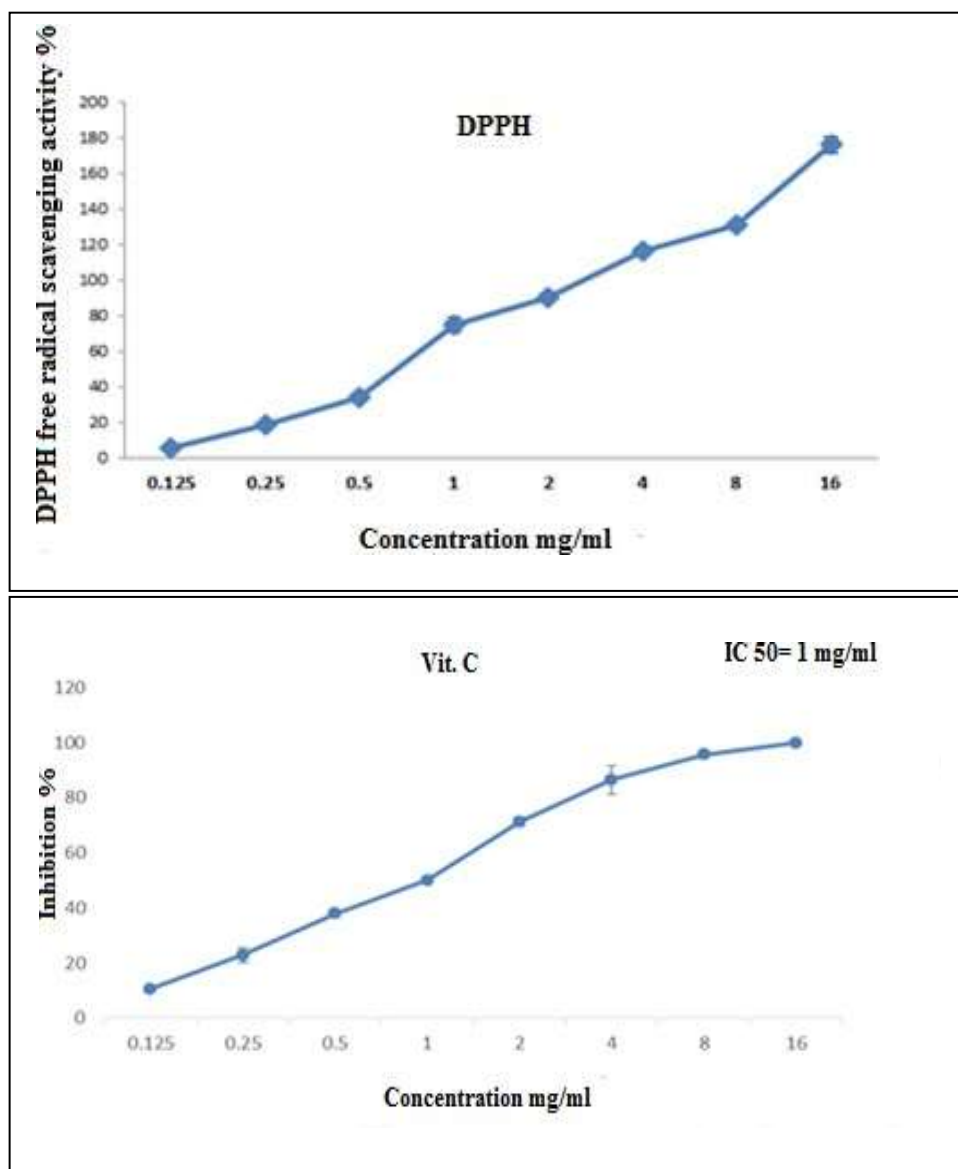 DPPH free radical scavenging activity %
DPPH
200
180
160
140
120
100
80
60
40
20
0
0.125 0.25 0.5 1 2 4 8 16
Concentration mg/ml
Vit. C
IC 50= 1 mg/ml
Inhibition %
120
100
80
60
40
20
0
0.125 0.25 0.5 1 2 4 8 16
Concentration mg/ml